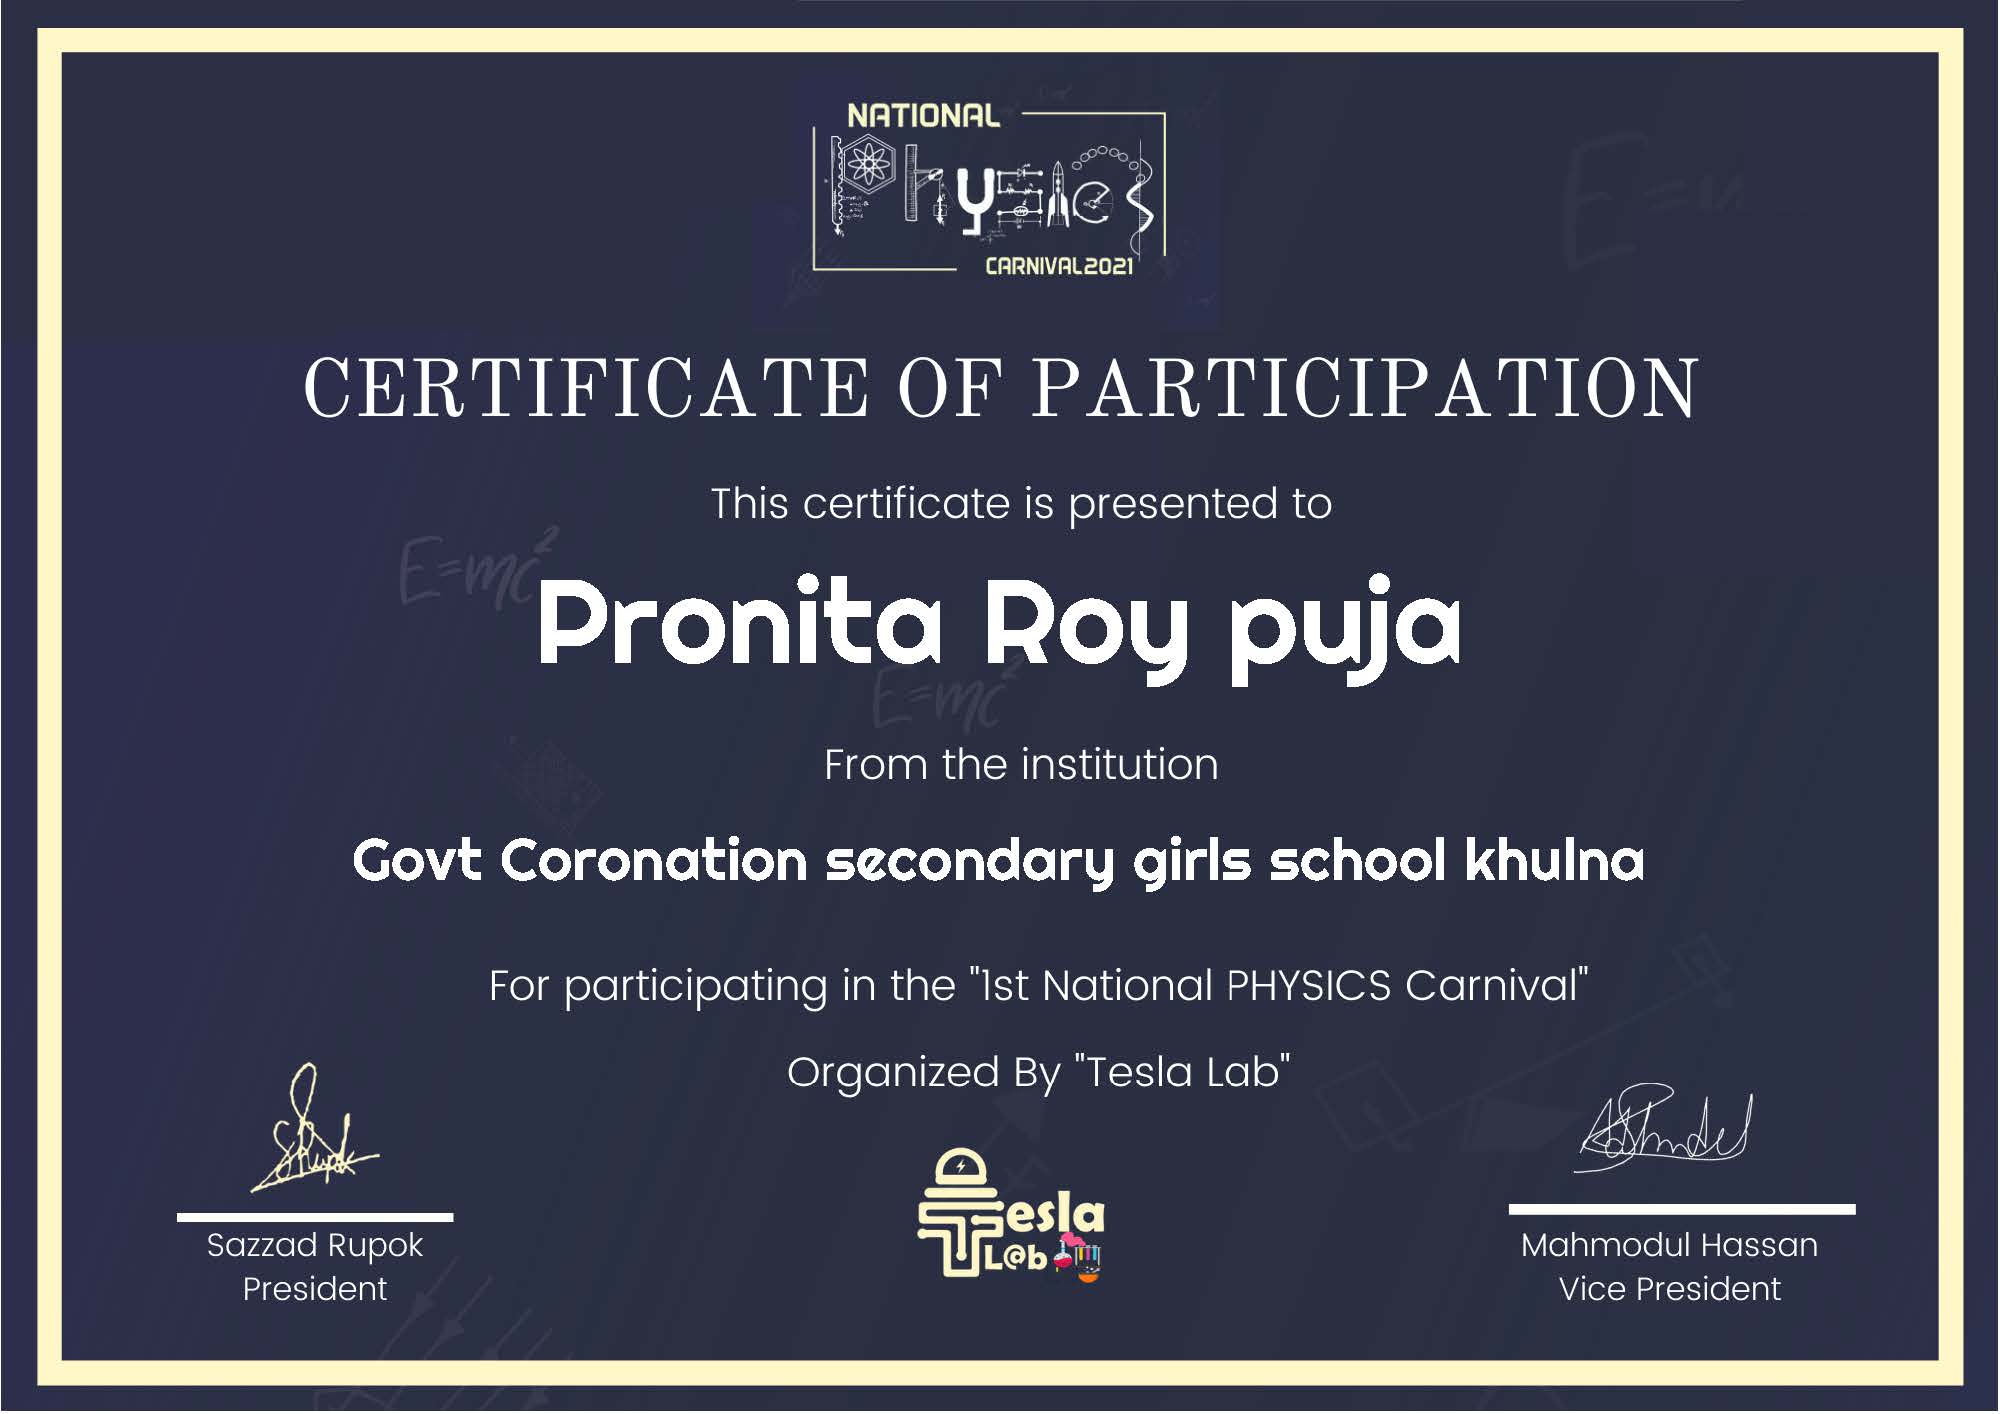 NATIONAL
Physics
CARNIVAL2021
CERTIFICATE OF PARTICIPATION
This certificate is presented to
E=mc²
Pronita Roy puja
E=mc²
From the institution
Govt Coronation secondary girls school khulna
For participating in the "1st National PHYSICS Carnival"
Organized By "Tesla Lab"
Tesla
L@b
Sazzad Rupok
President
Mahmodul Hassan
Vice President